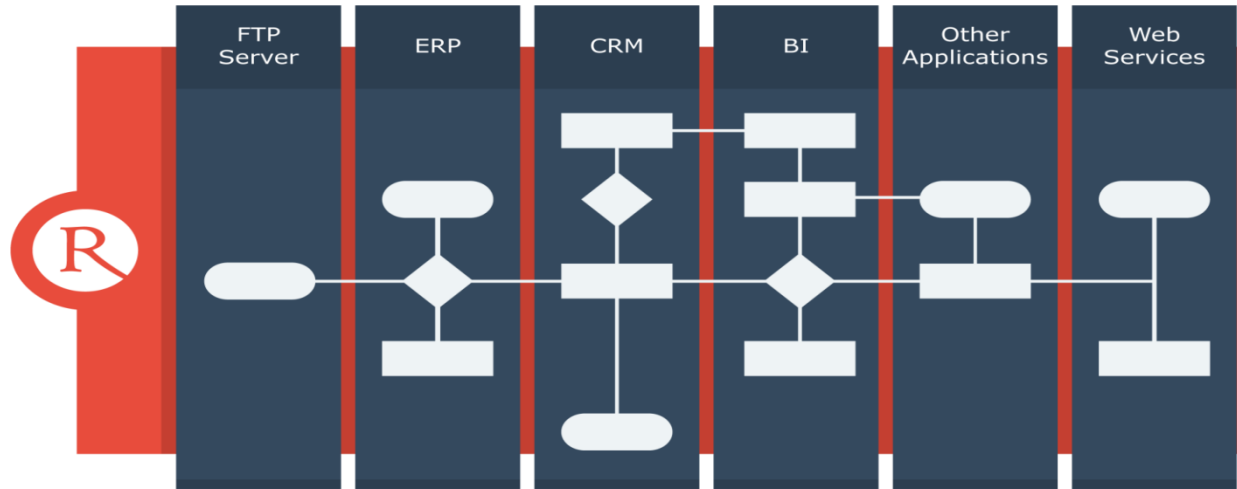 FTP
Server
ERP
CRM
BI
Other
Applications
Web
Services
R